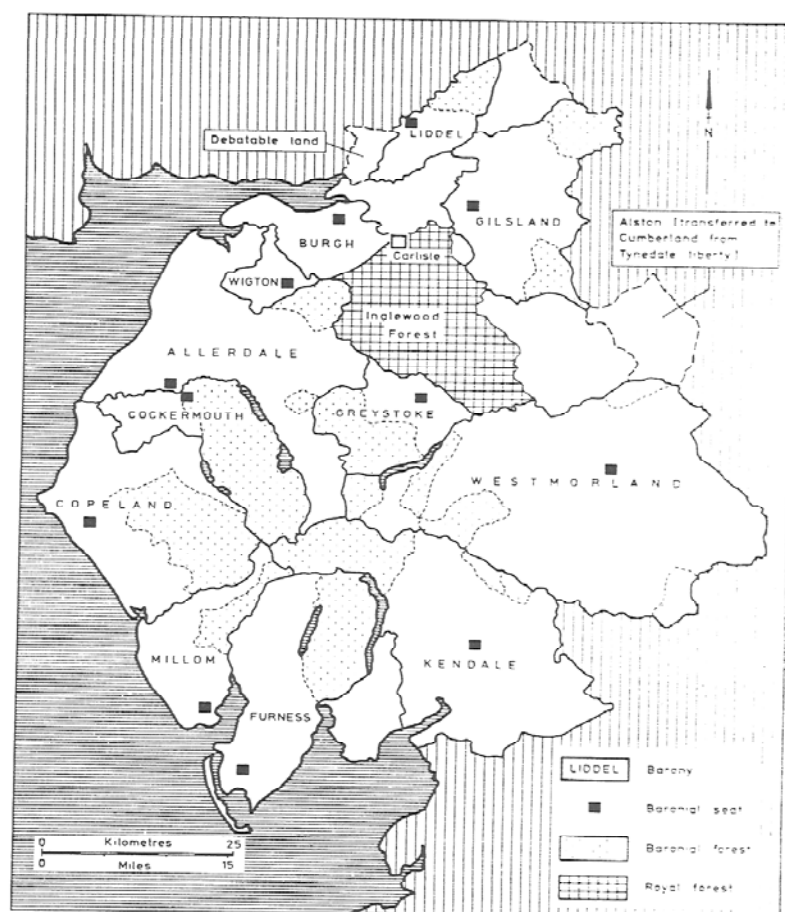 LIDDEL
Debatable land
N
GILSLAND
Alston [transferred to
Cumberland from
Tynedale liberty]
BURGH
Carlisle
WIGTON
Inglewood
Forest
ALLERDALE
COCKERMOUTH
GREYSTOKE
WESTMORLAND
COPELAND
MILLOM
KENDALE
FURNESS
LIDDEL Barony
Baronial seat
Baronial forest
Royal forest
0 Kilometres 25
0 Miles 15